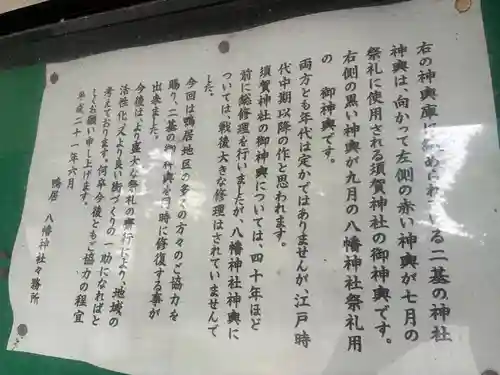 右の神輿庫に納められている二基の神社
神輿は、向かって左側の赤い神輿が七月の
祭礼に使用される須賀神社の御神輿です。
右側の黒い神輿が九月の八幡神社祭礼用
の 御神輿です。
両方とも年代は定かではありませんが、江戸時
代中期以降の作と思われます。
須賀神社の御神輿については、四十年ほど
前に総修理を行いましたが、八幡神社神輿に
ついては、戦後大きな修理はされていませんで
した。
今回は鴨居地区の多くの方々のご協力を
賜り、二基の御神輿を同時に修復する事が
出来ました。
今後はより盛大な祭礼の斎行により、地域の
活性化、又より良い街づくりの一助になればと
考えております。何卒今後ともご協力の程宜
しくお願い申し上げます。
平成二十一年六月
鴨居 八幡神社々務所